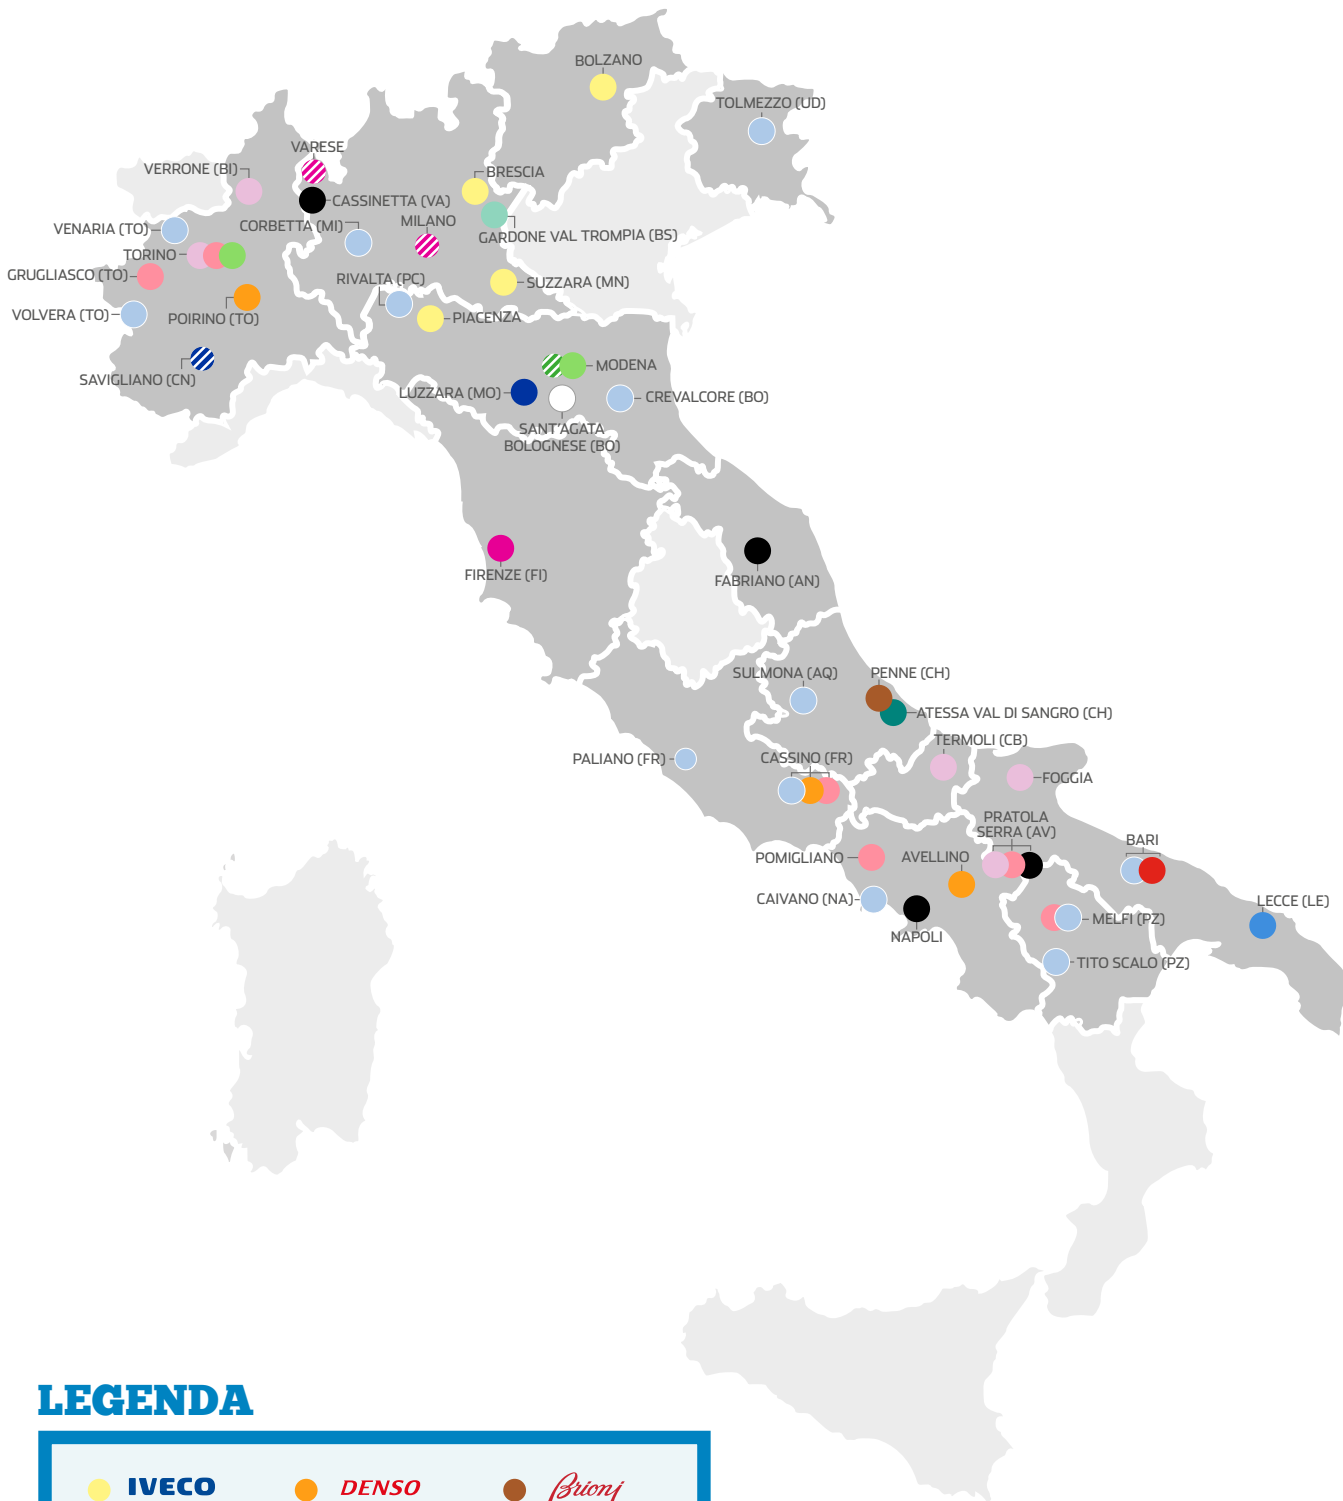 BOLZANO
TOLMEZZO (UD)
VARESE
VERRONE (BI)
BRESCIA
CASSINETTA (VA)
MILANO
CORBETTA (MI)
VENARIA (TO)
GARDONE VAL TROMPIA (BS)
TORINO
GRUGLIASCO (TO)
RIVALTA (PC)
SUZZARA (MN)
VOLVERA (TO)
POIRINO (TO)
PIACENZA
SAVIGLIANO (CN)
MODENA
LUZZARA (MO)
CREVALCORE (BO)
SANT'AGATA
BOLOGNESE (BO)
FIRENZE (FI)
FABRIANO (AN)
SULMONA (AQ)
PENNE (CH)
ATESSA VAL DI SANGRO (CH)
TERMOLI (CB)
PALIANO (FR)
CASSINO (FR)
FOGGIA
PRATOLA
SERRA (AV)
BARI
POMIGLIANO
AVELLINO
CAIVANO (NA)
LECCE (LE)
MELFI (PZ)
NAPOLI
TITO SCALO (PZ)
LEGENDA
IVECO
DENSO
Brioni